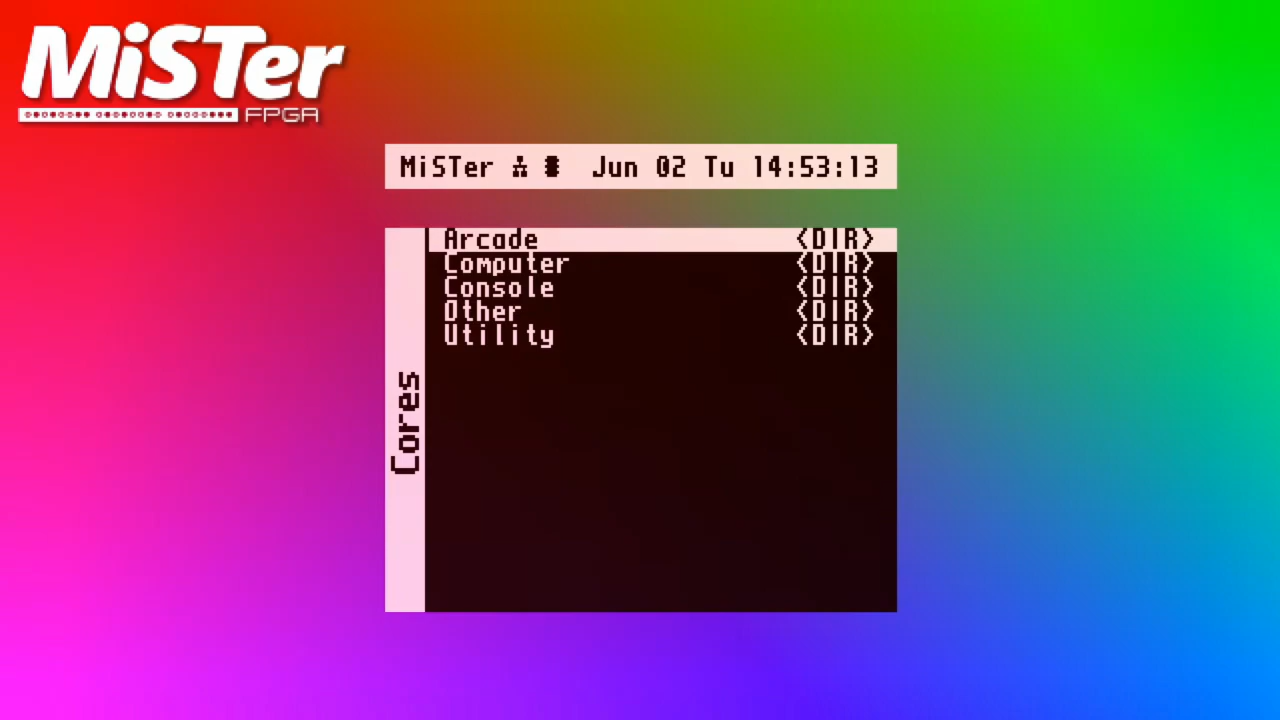 MiSTer
FPGA
MiSTer Jun 02 Tu 14:53:13
Cores
Arcade <DIR>
Computer <DIR>
Console <DIR>
Other <DIR>
Utility <DIR>